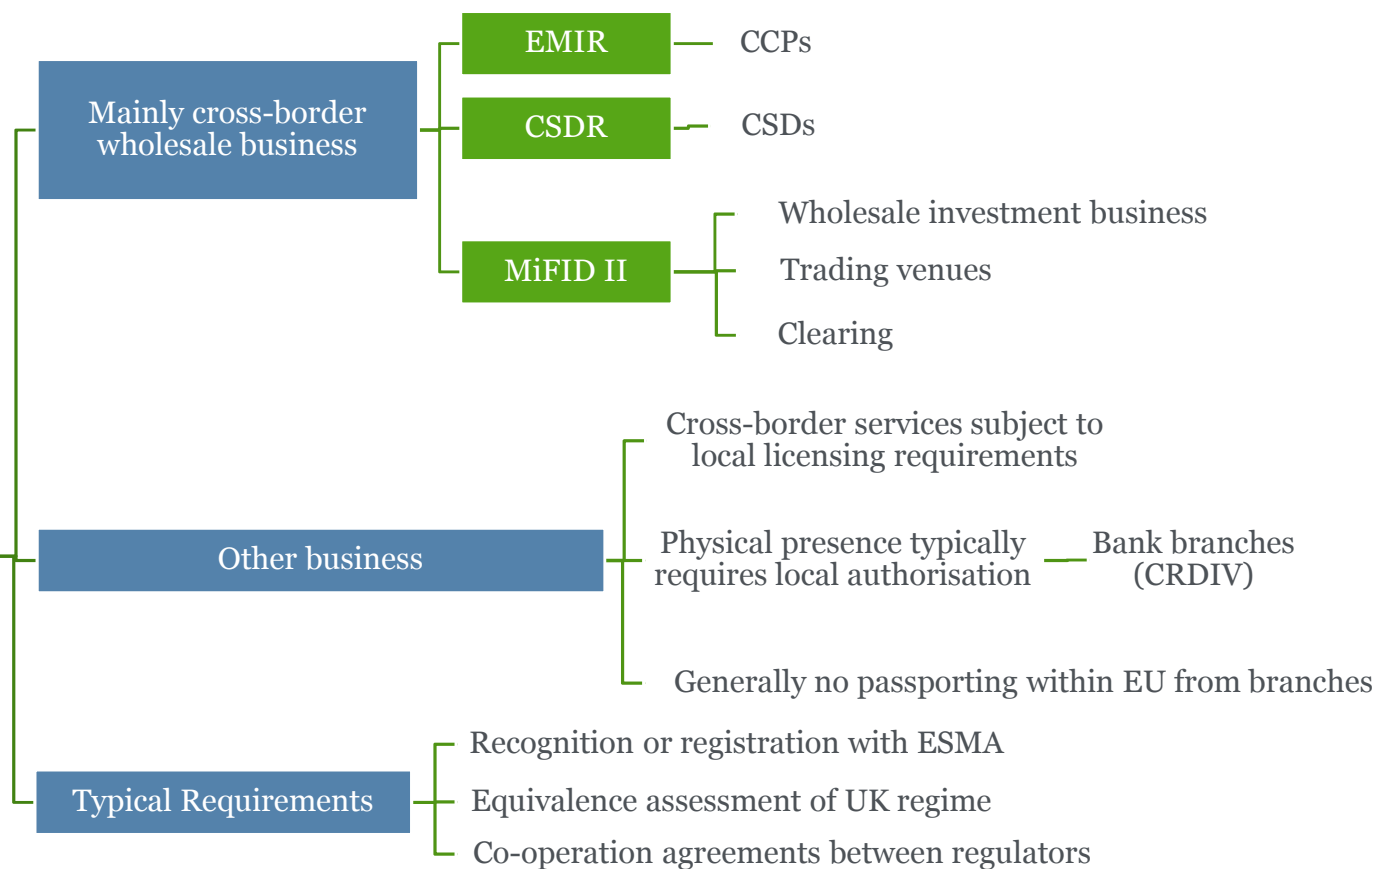 Mainly cross-border
wholesale business
EMIR
CCPs
CSDR
CSDs
MiFID II
Wholesale investment business
Trading venues
Clearing
Other business
Cross-border services subject to
local licensing requirements
Physical presence typically
requires local authorisation
Bank branches
(CRDIV)
Generally no passporting within EU from branches
Typical Requirements
Recognition or registration with ESMA
Equivalence assessment of UK regime
Co-operation agreements between regulators